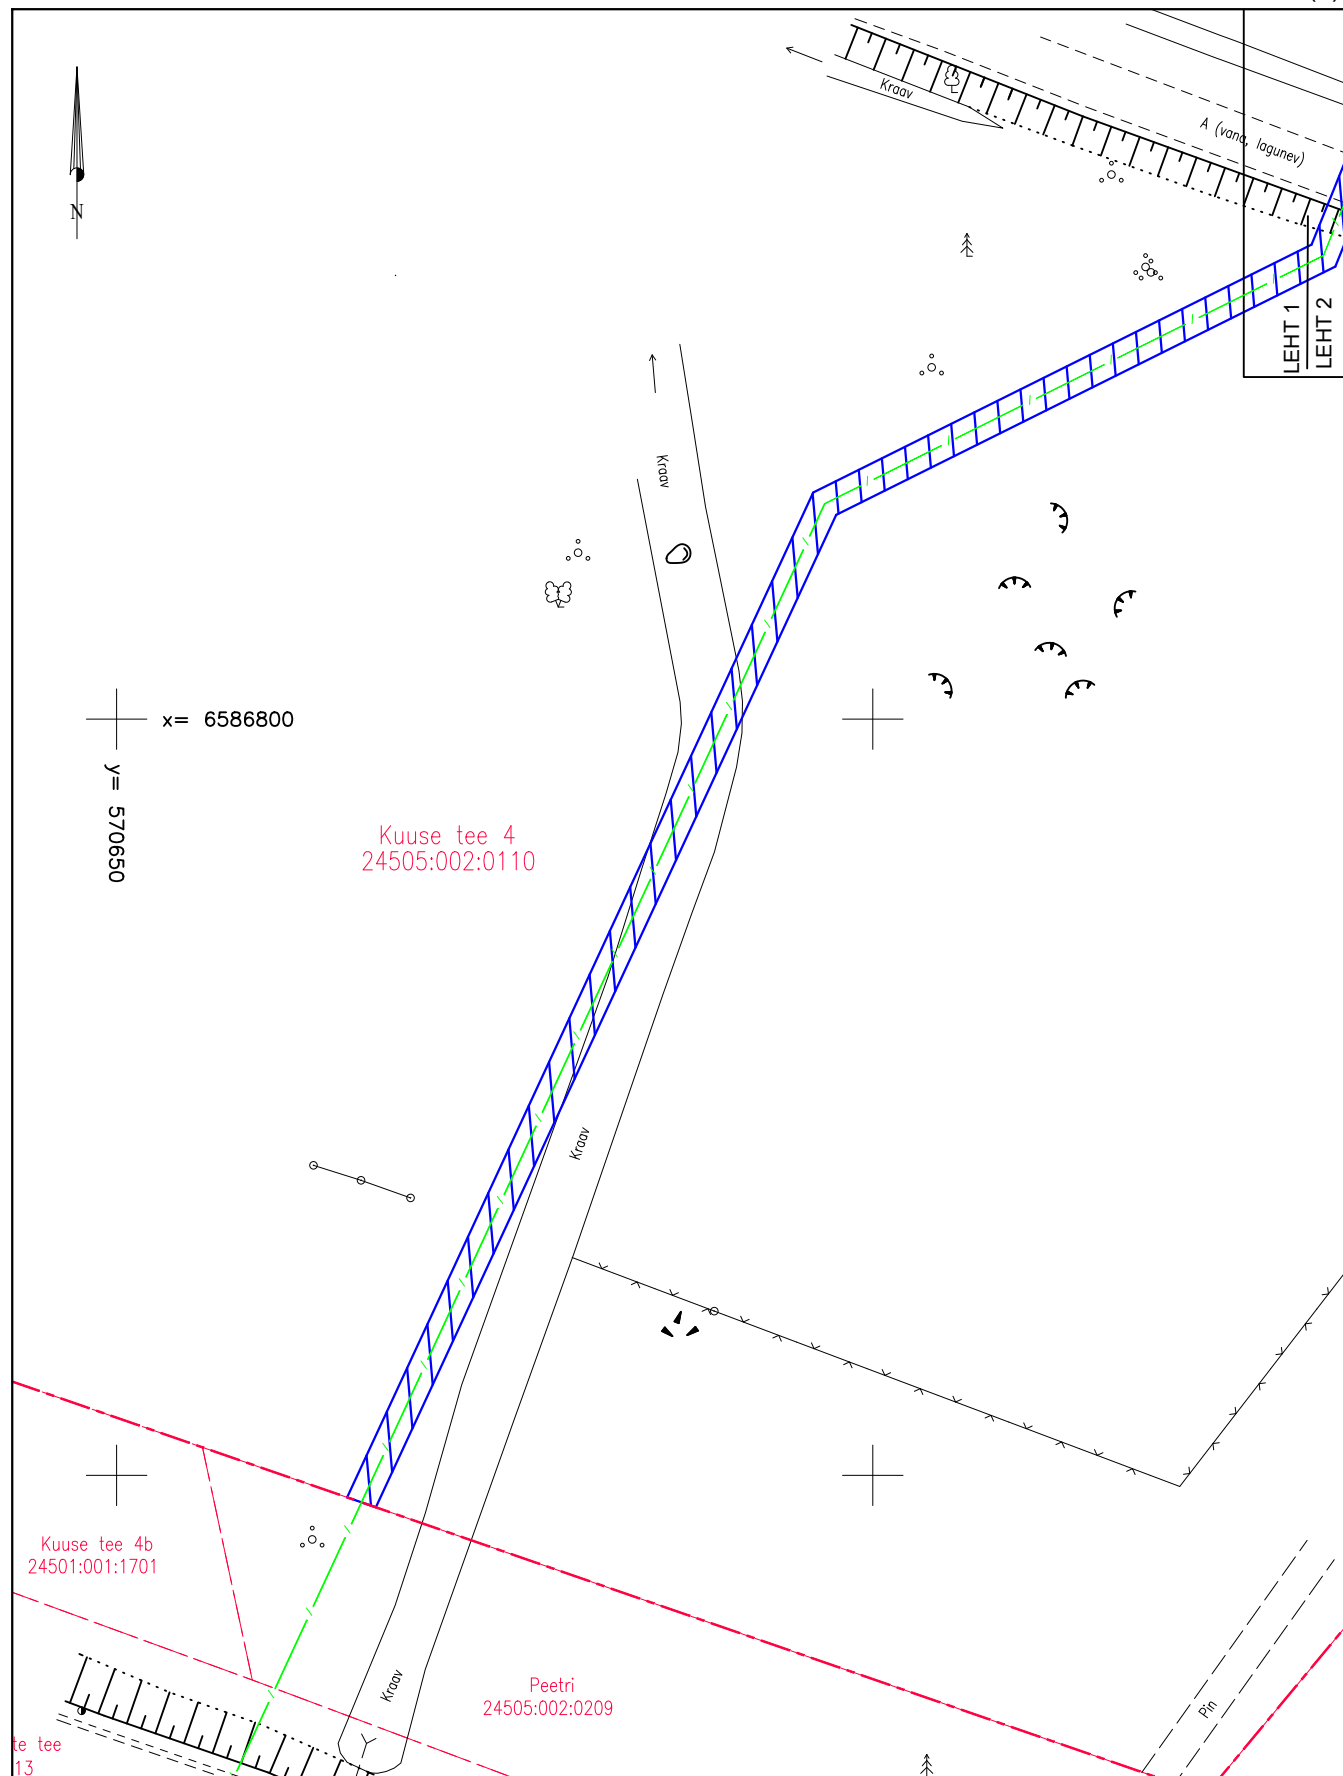 Kraav
A (vana, lagunev)
N
LEHT 1
LEHT 2
Kraav
x= 6586800
y= 570650
Kuuse tee 4
24505:002:0110
Kraav
Kuuse tee 4b
24501:001:1701
Kraav
Peetri
24505:002:0209
Pin
te tee
13